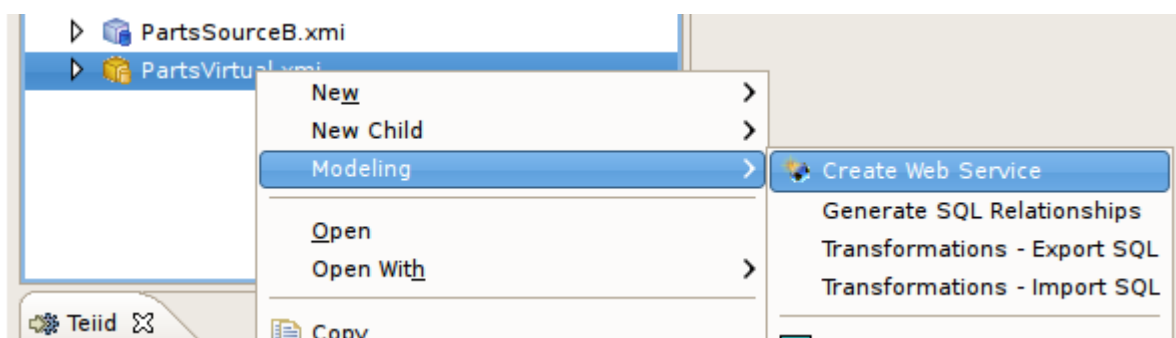 PartsSourceB.xmi
PartsVirtual.xmi
New
New Child
Modeling
Create Web Service
Generate SQL Relationships
Transformations - Export SQL
Transformations - Import SQL
Open
Open With
Teiid
Copy